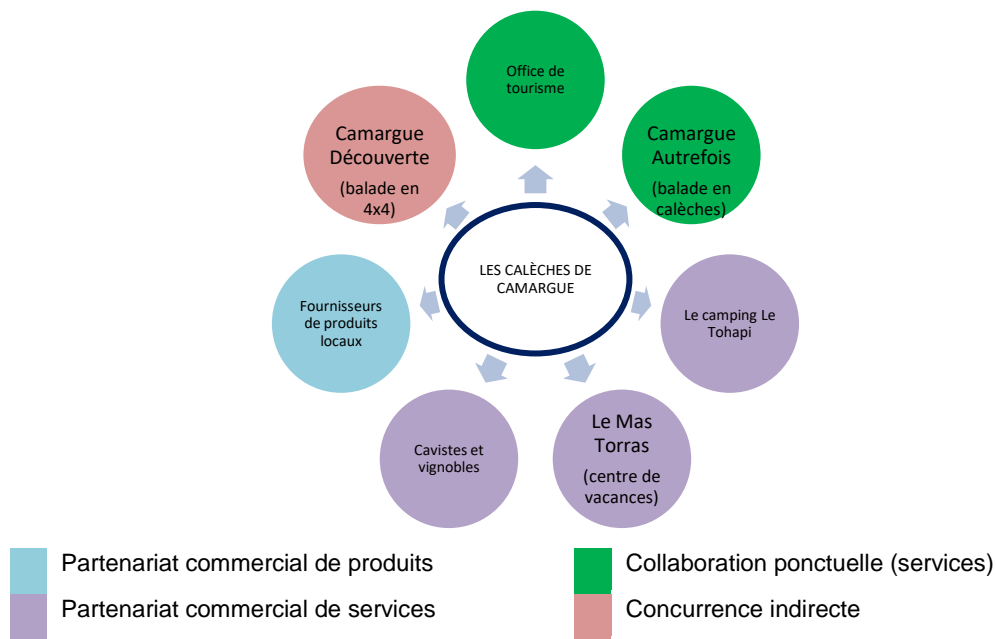 Office de
tourisme
Camargue
Découverte
(balade en
4x4)
Camargue
Autrefois
(balade en
calèches)
LES CALÈCHES DE
CAMARGUE
Fournisseurs
de produits
locaux
Le camping Le
Tohapi
Cavistes et
vignobles
Le Mas
Torras
(centre de
vacances)
Partenariat commercial de produits
Collaboration ponctuelle (services)
Partenariat commercial de services
Concurrence indirecte